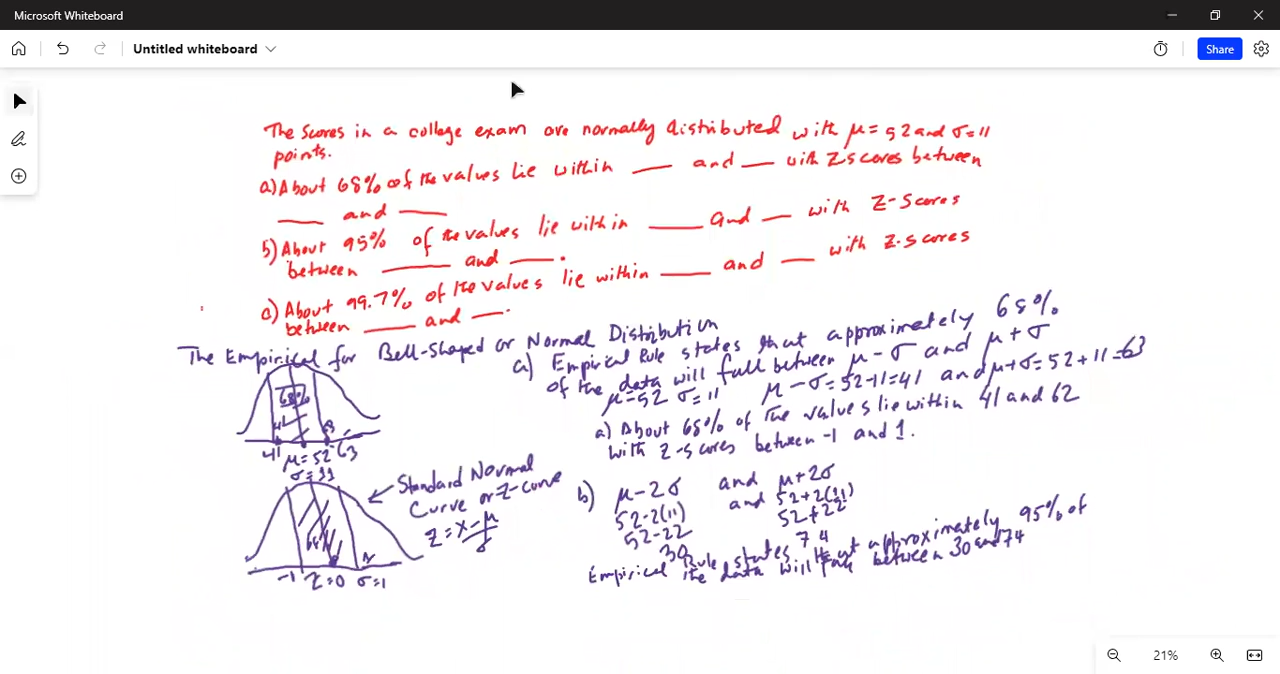 Microsoft Whiteboard
Untitled whiteboard
Share
The Scores in a college exam are normally distributed with μ = 52 and σ = 11
points.
a) About 68% of the values lie within ___ and ___ with Z-scores between
___ and ___
b) About 95% of the values lie within ___ and ___ with Z-Scores
between ___ and ___.
c) About 99.7% of the values lie within ___ and ___ with Z-scores
between ___ and ___.
The Empirical for Bell-Shaped or Normal Distribution
68%
41 63
μ = 52
σ = 11
Standard Normal
Curve or Z-curve
Z = x - μ / σ
-1 Z=0 σ=1
a) Empirical Rule states that approximately 68%
of the data will fall between μ - σ and μ + σ
μ = 52 σ = 11 μ - σ = 52 - 11 = 41 and μ + σ = 52 + 11 = 63
a) About 68% of the values lie within 41 and 62
with Z-scores between -1 and 1.
b) μ - 2σ and μ + 2σ
52 - 2(11) and 52 + 2(11)
52 - 22 52 + 22
30 74
Empirical Rule states that approximately 95% of
the data will fall between 30 and 74
21%